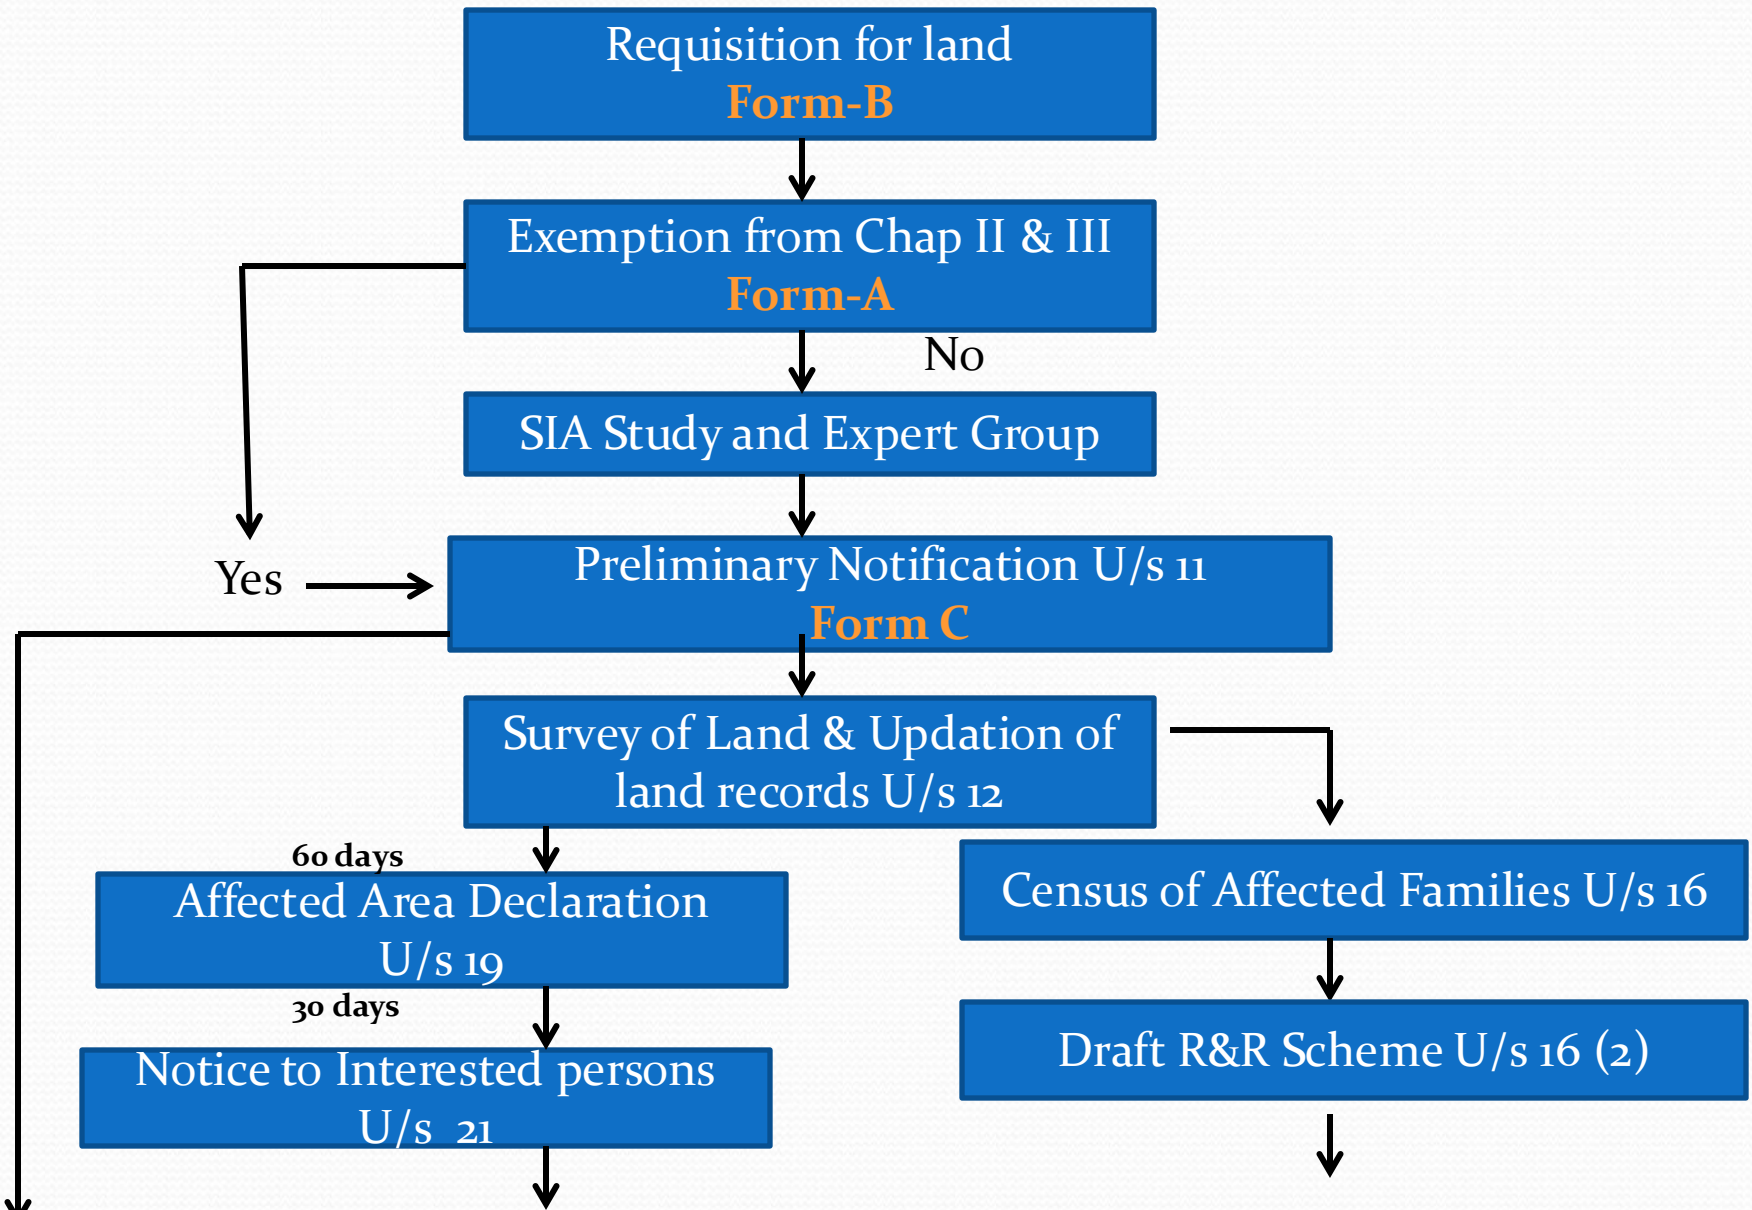 Requisition for land
Form-B
Exemption from Chap II & III
Form-A
No
SIA Study and Expert Group
Preliminary Notification U/s 11
Form C
Yes
Survey of Land & Updation of
land records U/s 12
60 days
Affected Area Declaration
U/s 19
Census of Affected Families U/s 16
30 days
Notice to Interested persons
U/s 21
Draft R&R Scheme U/s 16 (2)